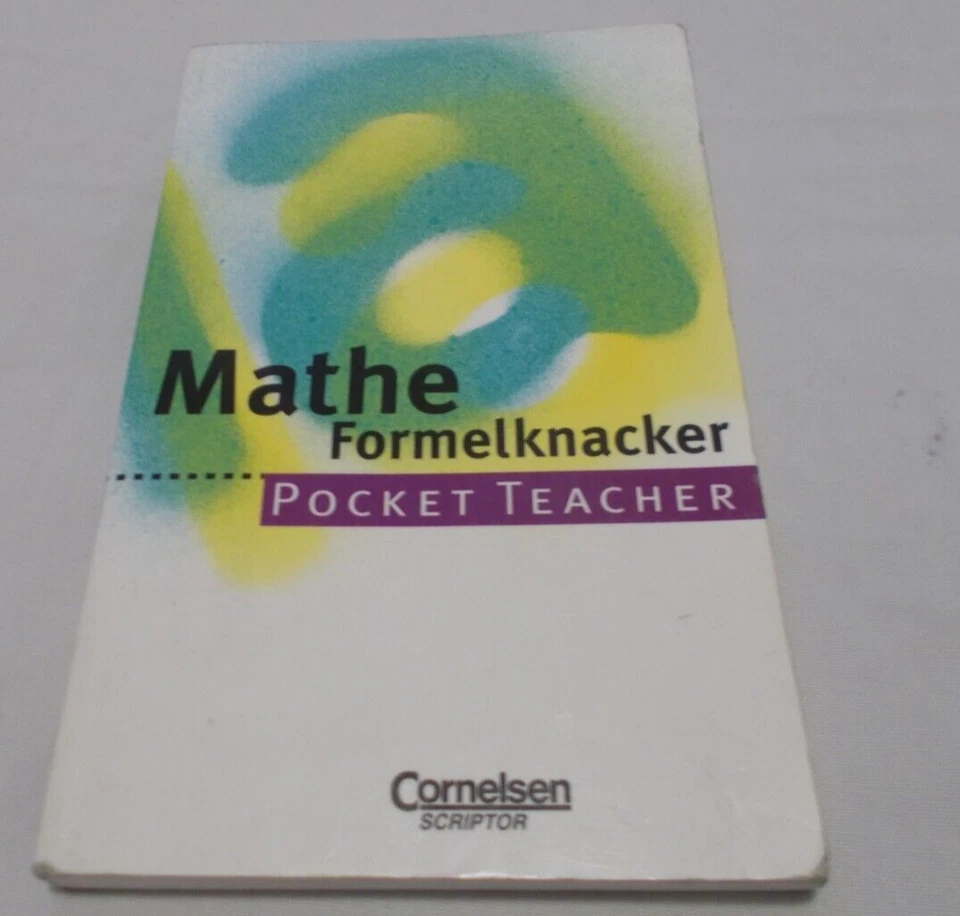 Mathe
Formelknacker
POCKET TEACHER
Cornelsen
SCRIPTOR